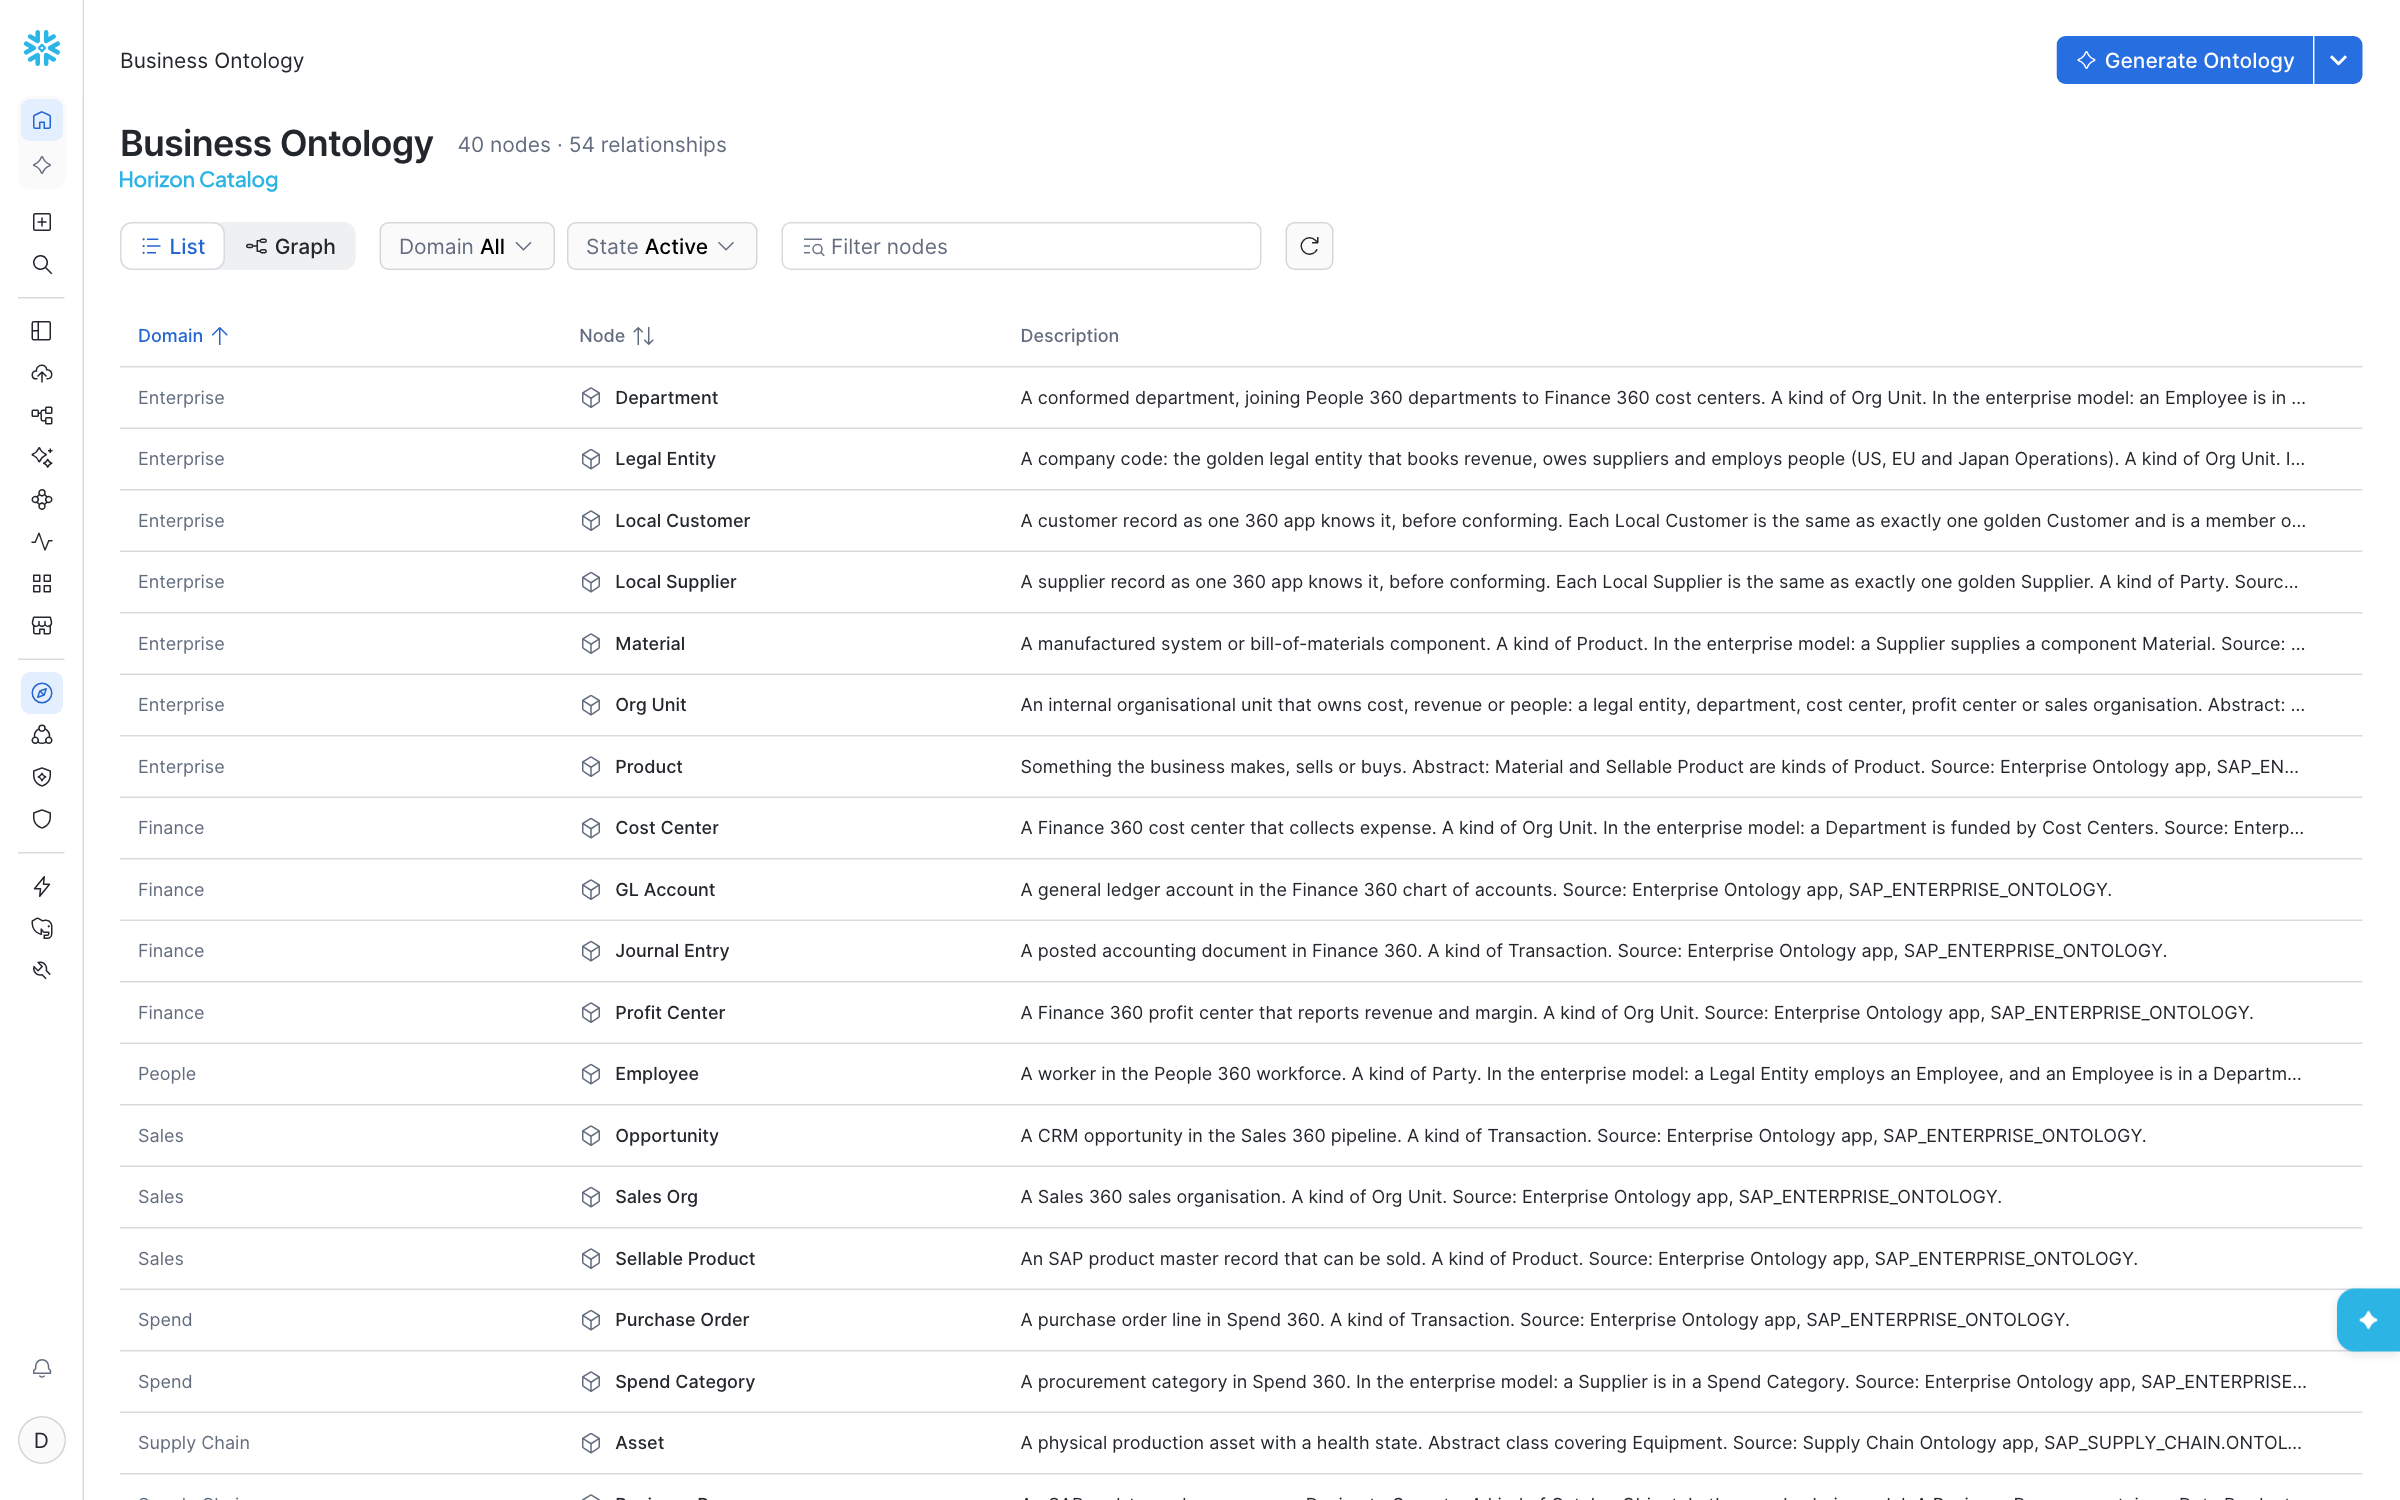 Business Ontology
Generate Ontology
Business Ontology 40 nodes · 54 relationships
Horizon Catalog
List Graph Domain All State Active Filter nodes
Domain Node Description
Enterprise Department A conformed department, joining People 360 departments to Finance 360 cost centers. A kind of Org Unit. In the enterprise model: an Employee is in ...
Enterprise Legal Entity A company code: the golden legal entity that books revenue, owes suppliers and employs people (US, EU and Japan Operations). A kind of Org Unit. I...
Enterprise Local Customer A customer record as one 360 app knows it, before conforming. Each Local Customer is the same as exactly one golden Customer and is a member o...
Enterprise Local Supplier A supplier record as one 360 app knows it, before conforming. Each Local Supplier is the same as exactly one golden Supplier. A kind of Party. Sourc...
Enterprise Material A manufactured system or bill-of-materials component. A kind of Product. In the enterprise model: a Supplier supplies a component Material. Source: ...
Enterprise Org Unit An internal organisational unit that owns cost, revenue or people: a legal entity, department, cost center, profit center or sales organisation. Abstract: ...
Enterprise Product Something the business makes, sells or buys. Abstract: Material and Sellable Product are kinds of Product. Source: Enterprise Ontology app, SAP_EN...
Finance Cost Center A Finance 360 cost center that collects expense. A kind of Org Unit. In the enterprise model: a Department is funded by Cost Centers. Source: Enterp...
Finance GL Account A general ledger account in the Finance 360 chart of accounts. Source: Enterprise Ontology app, SAP_ENTERPRISE_ONTOLOGY.
Finance Journal Entry A posted accounting document in Finance 360. A kind of Transaction. Source: Enterprise Ontology app, SAP_ENTERPRISE_ONTOLOGY.
Finance Profit Center A Finance 360 profit center that reports revenue and margin. A kind of Org Unit. Source: Enterprise Ontology app, SAP_ENTERPRISE_ONTOLOGY.
People Employee A worker in the People 360 workforce. A kind of Party. In the enterprise model: a Legal Entity employs an Employee, and an Employee is in a Departm...
Sales Opportunity A CRM opportunity in the Sales 360 pipeline. A kind of Transaction. Source: Enterprise Ontology app, SAP_ENTERPRISE_ONTOLOGY.
Sales Sales Org A Sales 360 sales organisation. A kind of Org Unit. Source: Enterprise Ontology app, SAP_ENTERPRISE_ONTOLOGY.
Sales Sellable Product An SAP product master record that can be sold. A kind of Product. Source: Enterprise Ontology app, SAP_ENTERPRISE_ONTOLOGY.
Spend Purchase Order A purchase order line in Spend 360. A kind of Transaction. Source: Enterprise Ontology app, SAP_ENTERPRISE_ONTOLOGY.
Spend Spend Category A procurement category in Spend 360. In the enterprise model: a Supplier is in a Spend Category. Source: Enterprise Ontology app, SAP_ENTERPRISE...
Supply Chain Asset A physical production asset with a health state. Abstract class covering Equipment. Source: Supply Chain Ontology app, SAP_SUPPLY_CHAIN.ONTOL...
D